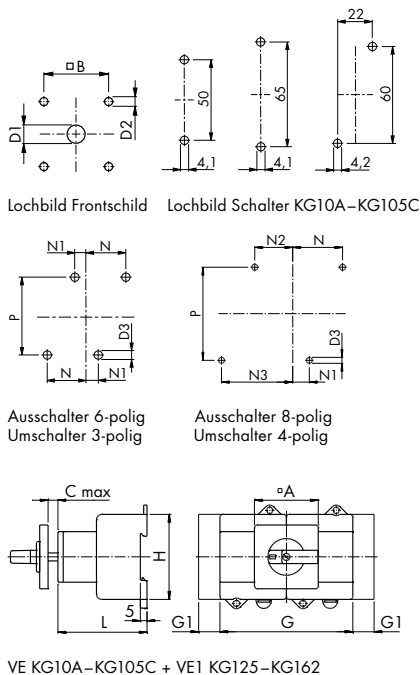 □B
22
D1
D2
50
65
60
4,1
4,1
4,2
Lochbild Frontschild
Lochbild Schalter KG10A–KG105C
N1
N
N2
N
P
P
D3
D3
N
N1
N3
N1
Ausschalter 6-polig
Umschalter 3-polig
Ausschalter 8-polig
Umschalter 4-polig
C max
□A
H
5
L
G1
G
G1
VE KG10A–KG105C + VE1 KG125–KG162